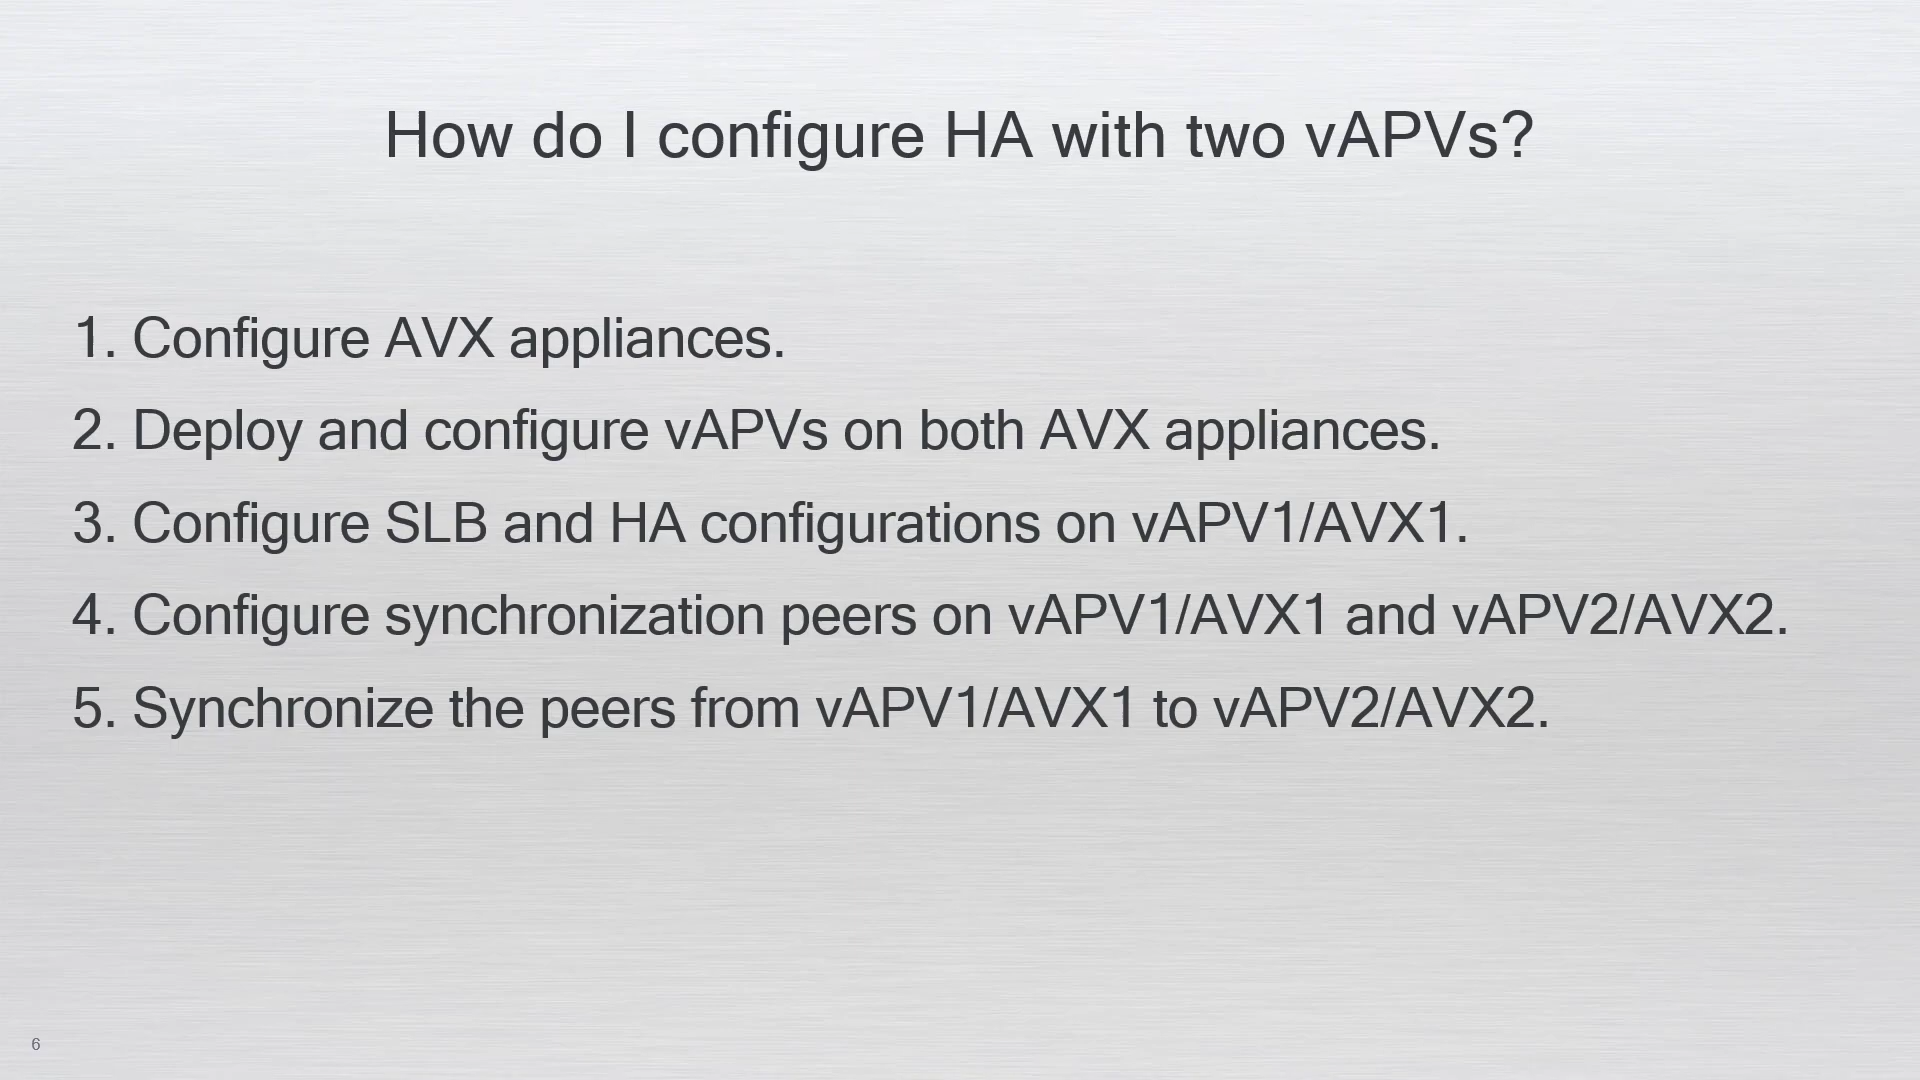 How do I configure HA with two vAPVs?
1. Configure AVX appliances.
2. Deploy and configure vAPVs on both AVX appliances.
3. Configure SLB and HA configurations on vAPV1/AVX1.
4. Configure synchronization peers on vAPV1/AVX1 and vAPV2/AVX2.
5. Synchronize the peers from vAPV1/AVX1 to vAPV2/AVX2.
6